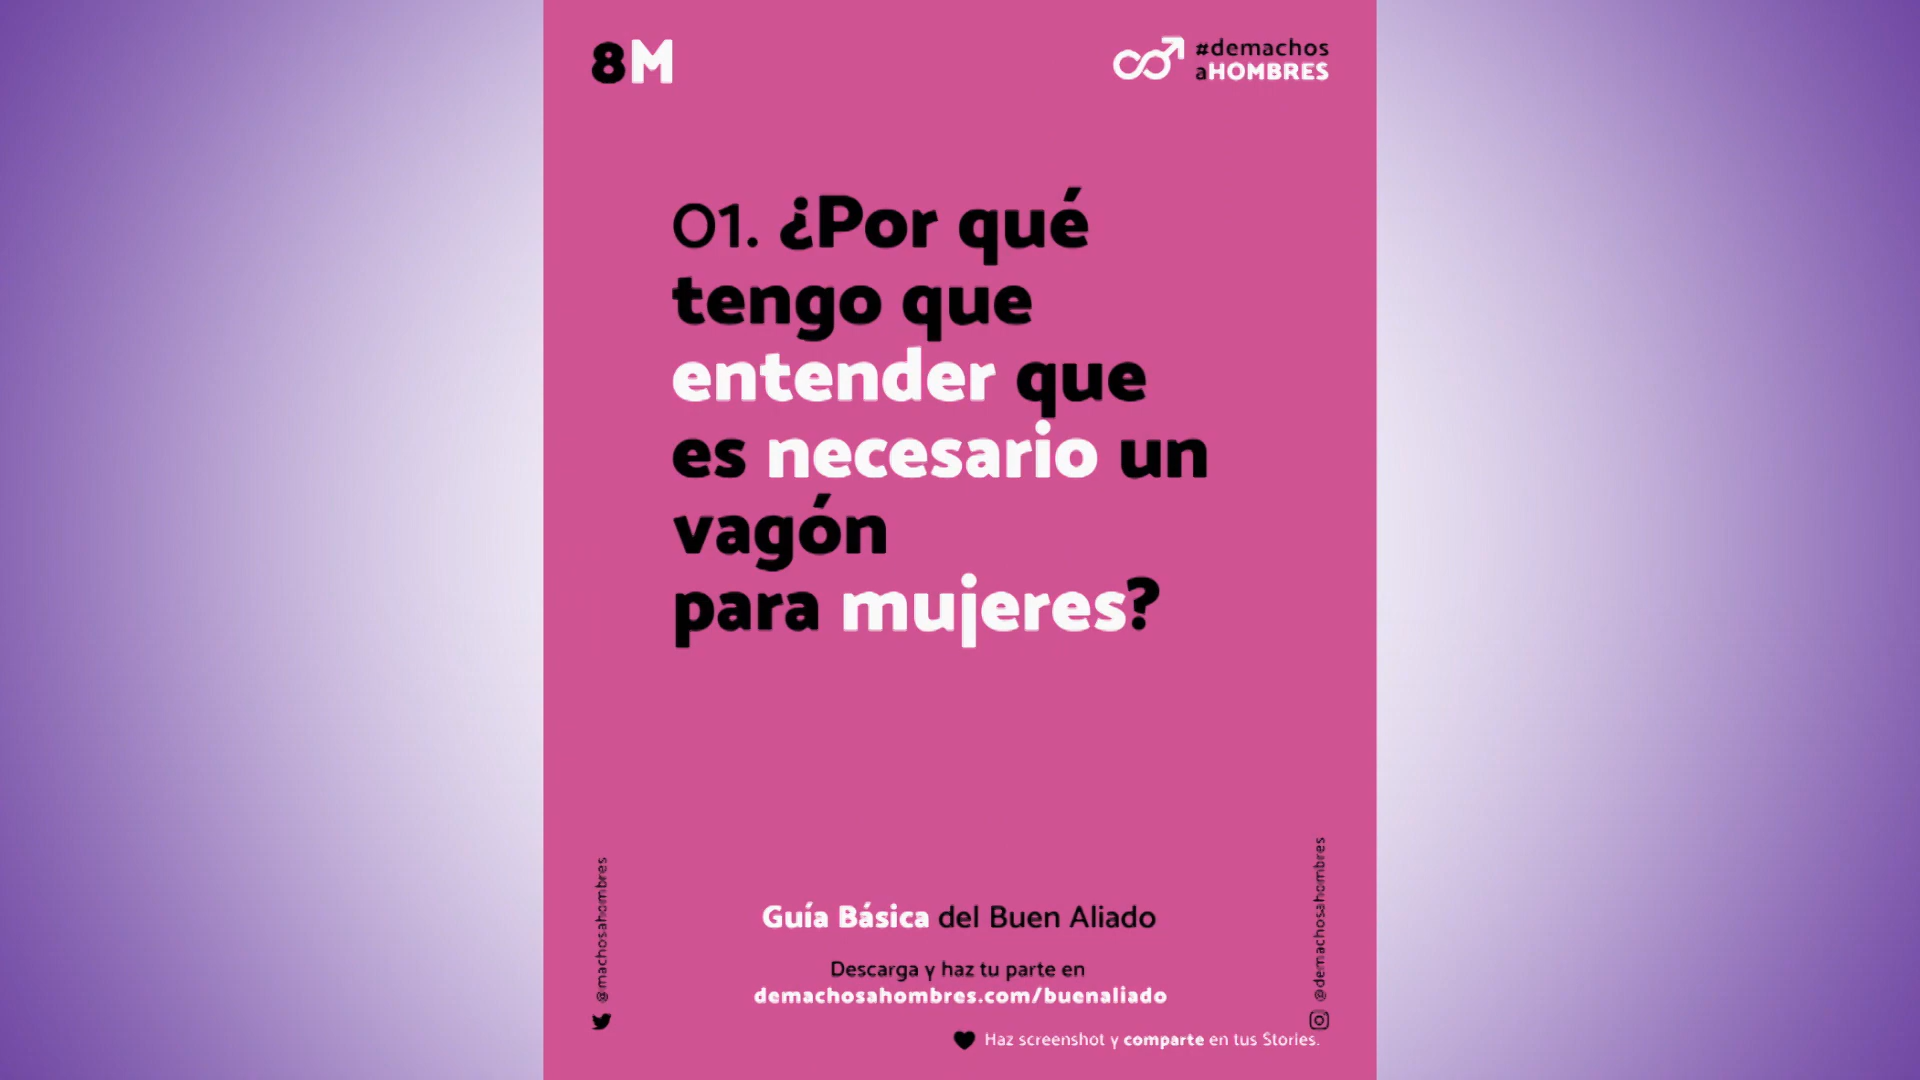 8M
#demachos
aHOMBRES
01. ¿Por qué
tengo que
entender que
es necesario un
vagón
para mujeres?
@machosahombres
@demachosahombres
Guía Básica del Buen Aliado
Descarga y haz tu parte en
demachosahombres.com/buenaliado
Haz screenshot y comparte en tus Stories.